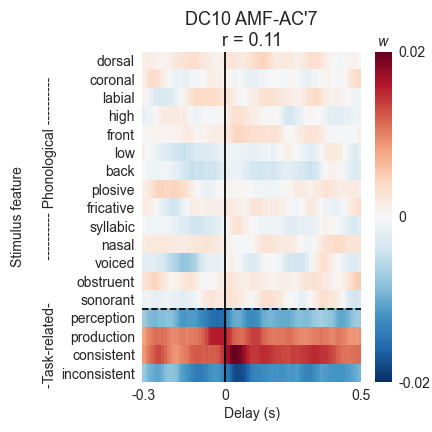 DC10 AMF-AC'7
r = 0.11
w
Stimulus feature
-Task-related- ----------- Phonological ----------
dorsal
coronal
labial
high
front
low
back
plosive
fricative
syllabic
nasal
voiced
obstruent
sonorant
perception
production
consistent
inconsistent
0.02
0
-0.02
-0.3 0 0.5
Delay (s)